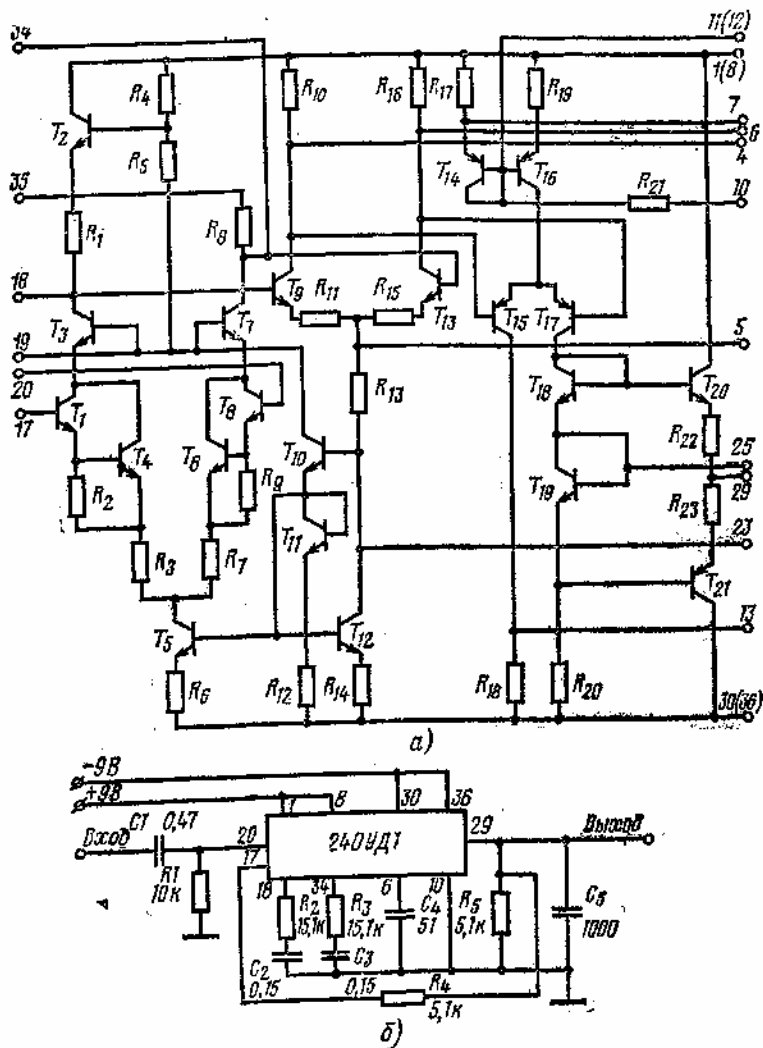 34
11(12)
1(8)
R4
R10
R16
R17
R19
T2
7
6
4
R5
T14
T16
35
R21
10
R1
R8
18
T9
R11
R15
T3
T7
T13
T15
T17
19
5
20
T8
R13
T18
T20
17
T1
T4
T6
T10
R22
25
R2
R9
T19
29
T11
R23
23
R3
R7
T21
T5
T12
13
R6
R12
R14
R18
R20
30(36)
а)
-9В
+9В
1
8
30
36
C1
0,47
Вход
20
17
240УД1
29
Выход
R1
10к
18
34
6
10
R2
15,1к
R3
15,1к
C4
51
R5
5,1к
C5
1000
C2
0,15
C3
0,15
R4
5,1к
б)